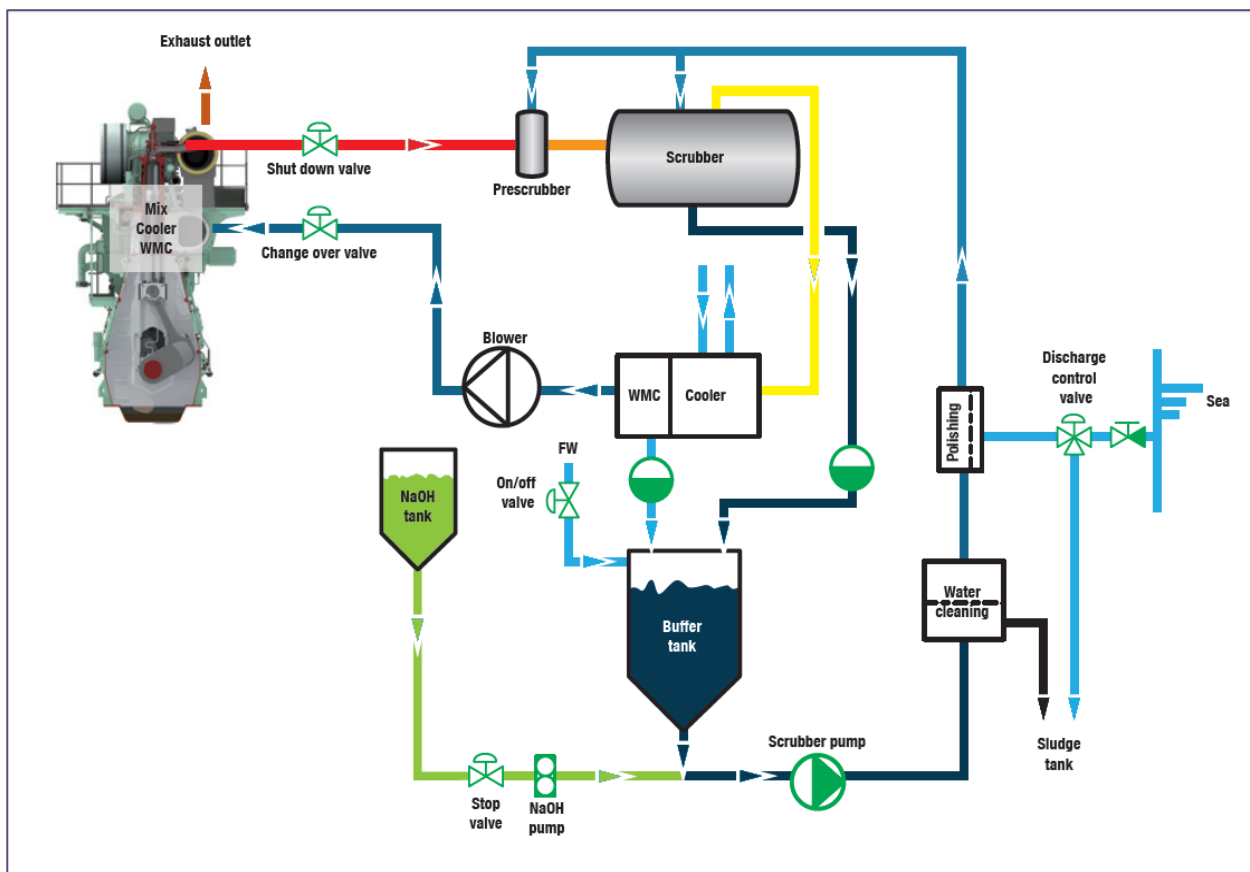 Exhaust outlet
Shut down valve
Prescrubber
Scrubber
Mix
Cooler
WMC
Change over valve
Blower
WMC
Cooler
Discharge
control
valve
Sea
Polishing
FW
On/off
valve
NaOH
tank
Water
cleaning
Buffer
tank
Scrubber pump
Sludge
tank
Stop
valve
NaOH
pump